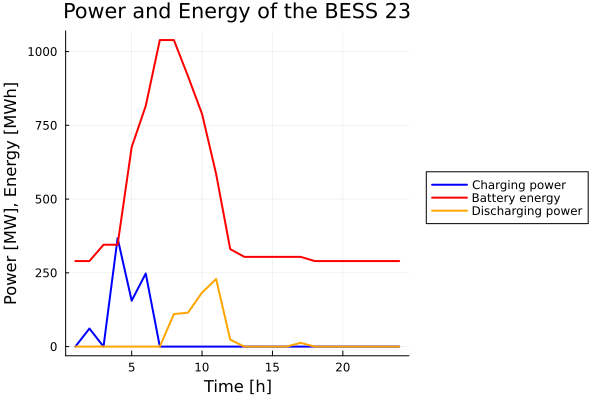 Power and Energy of the BESS 23
Power [MW], Energy [MWh]
1000
750
500
250
0
5
10
15
20
Time [h]
Charging power
Battery energy
Discharging power